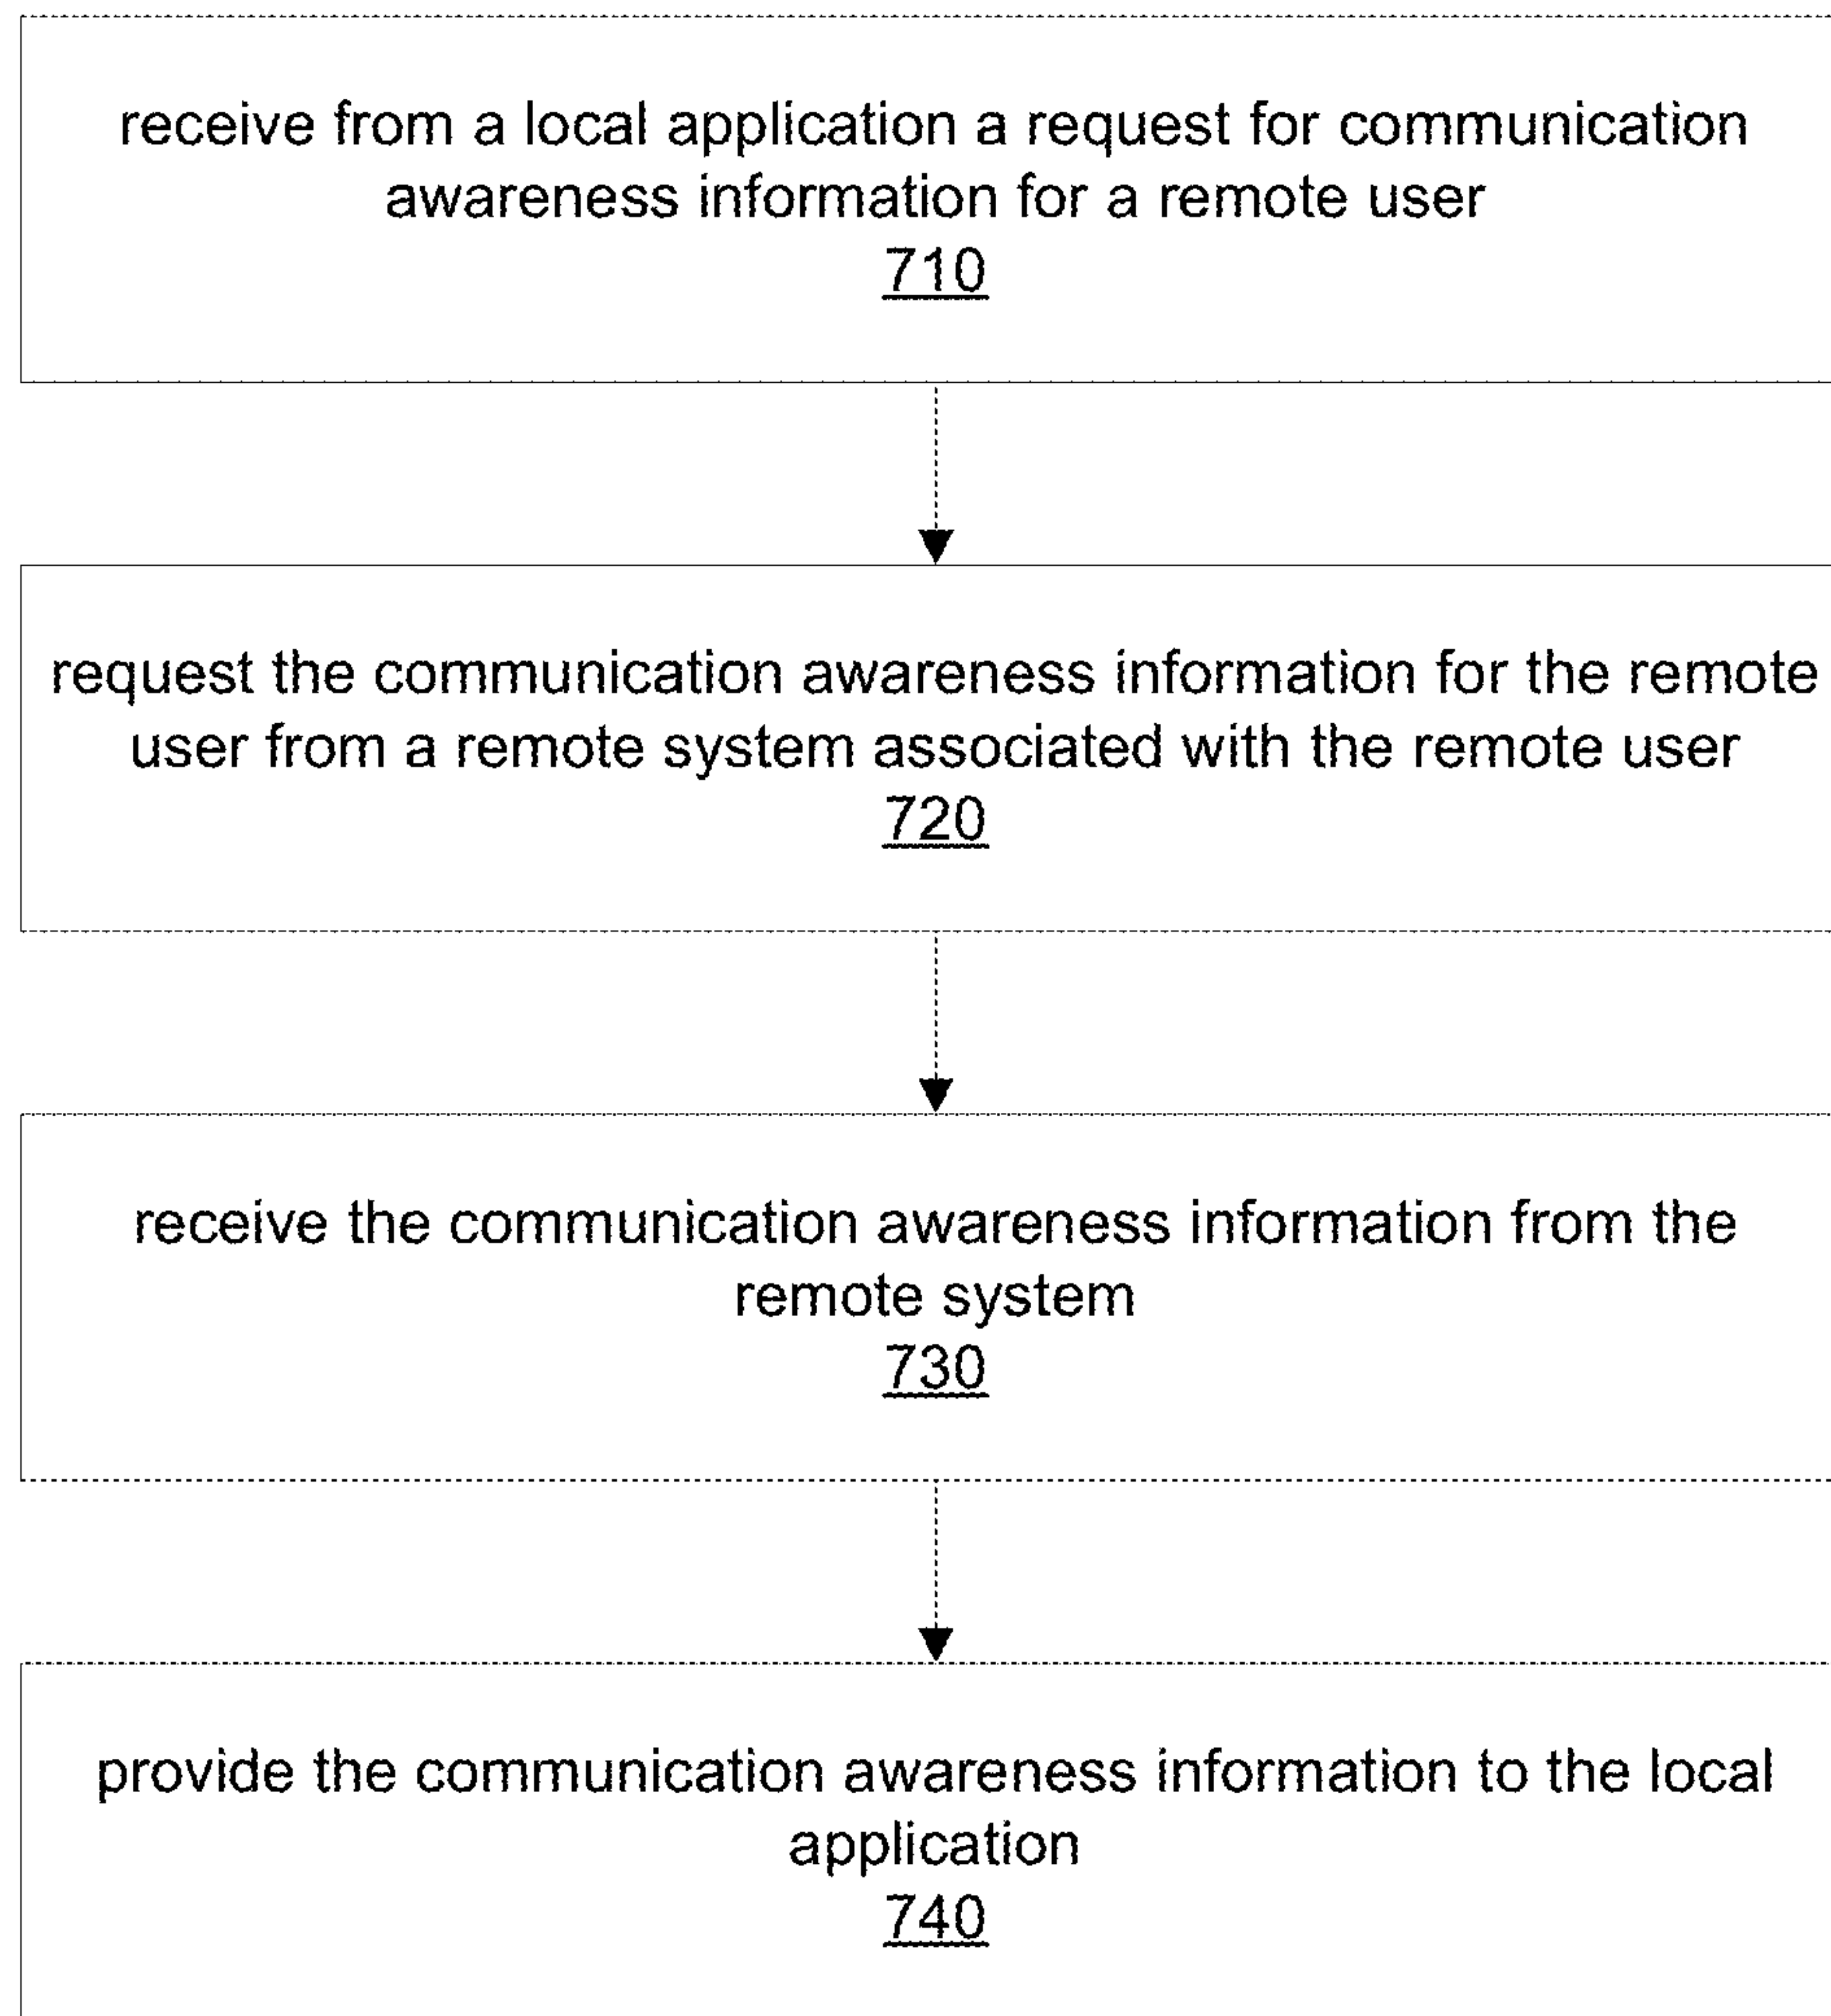 receive from a local application a request for communication
awareness information for a remote user
710
request the communication awareness information for the remote
user from a remote system associated with the remote user
720
receive the communication awareness information from the
remote system
730
provide the communication awareness information to the local
application
740